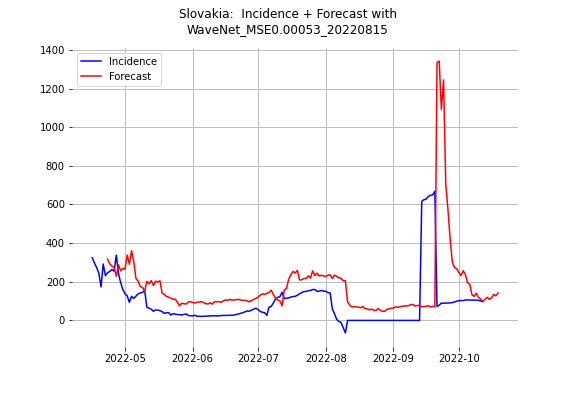 Slovakia:  Incidence + Forecast with
WaveNet_MSE0.00053_20220815
Incidence
Forecast
1400
1200
1000
800
600
400
200
0
2022-05 2022-06 2022-07 2022-08 2022-09 2022-10